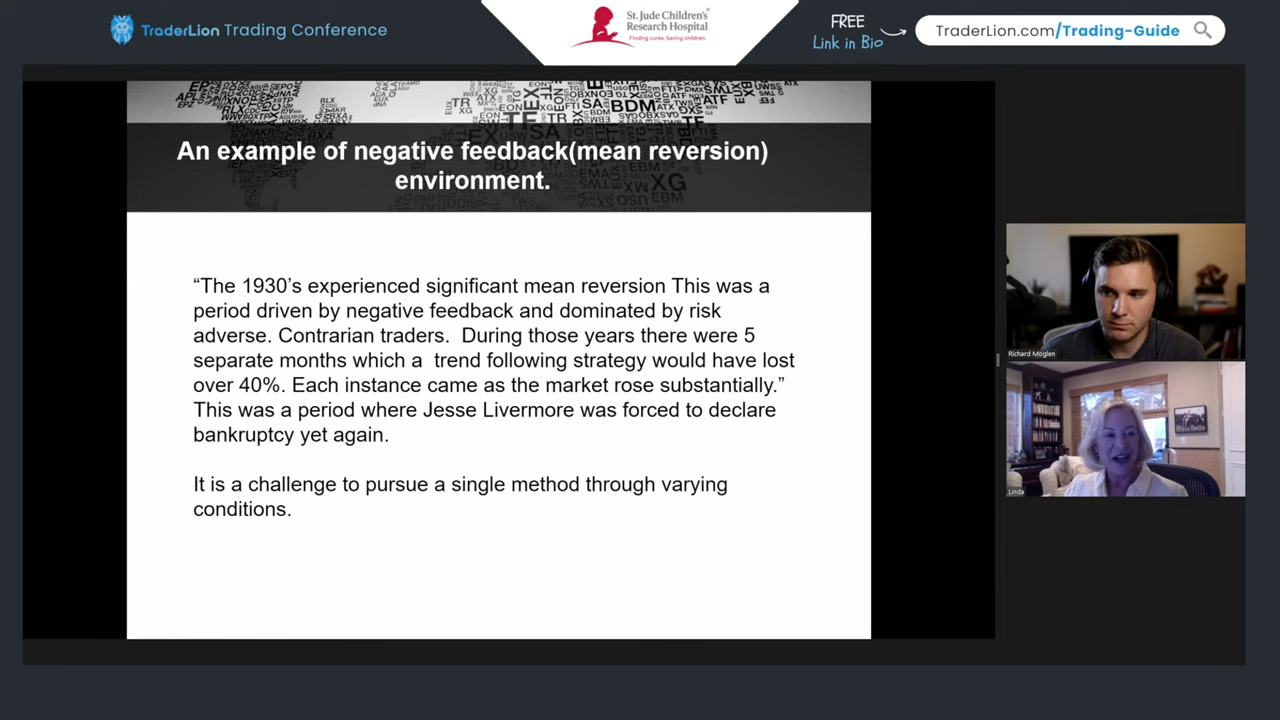 TraderLion Trading Conference
St. Jude Children's
Research Hospital
Finding cures. Saving children.
FREE
Link in Bio
TraderLion.com/Trading-Guide
An example of negative feedback(mean reversion)
environment.
“The 1930’s experienced significant mean reversion This was a
period driven by negative feedback and dominated by risk
adverse. Contrarian traders.  During those years there were 5
separate months which a  trend following strategy would have lost
over 40%. Each instance came as the market rose substantially.”
This was a period where Jesse Livermore was forced to declare
bankruptcy yet again.
It is a challenge to pursue a single method through varying
conditions.
Richard Moglen
Linda